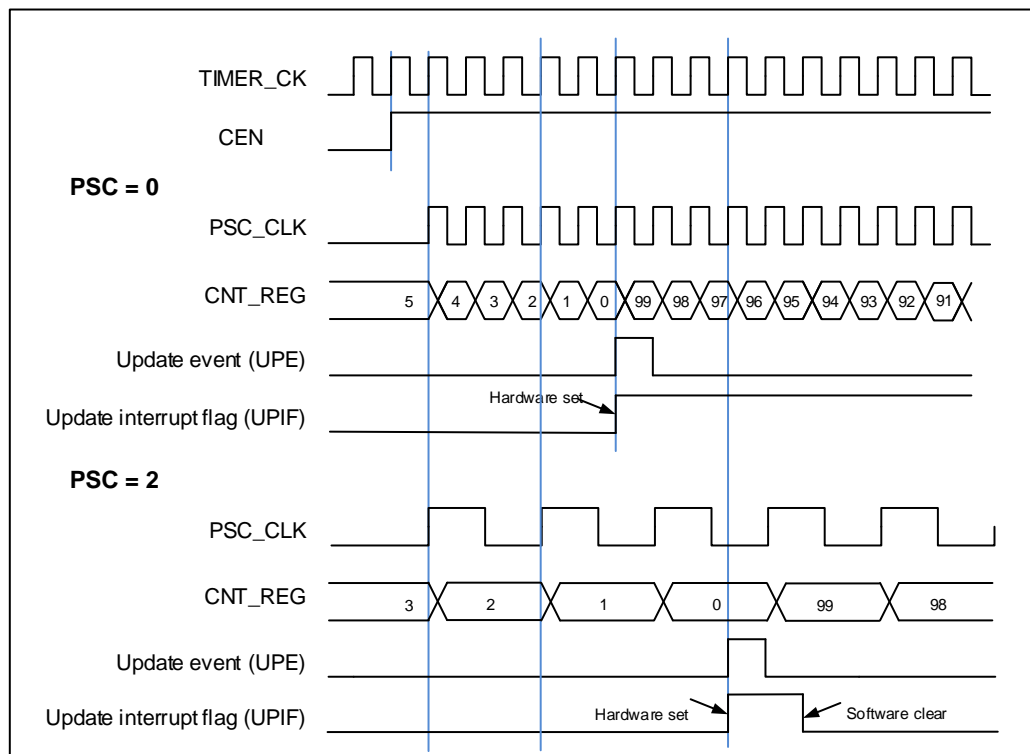 TIMER_CK
CEN
PSC = 0
PSC_CLK
CNT_REG 5 4 3 2 1 0 99 98 97 96 95 94 93 92 91
Update event (UPE)
Hardware set
Update interrupt flag (UPIF)
PSC = 2
PSC_CLK
CNT_REG 3 2 1 0 99 98
Update event (UPE)
Update interrupt flag (UPIF) Hardware set Software clear